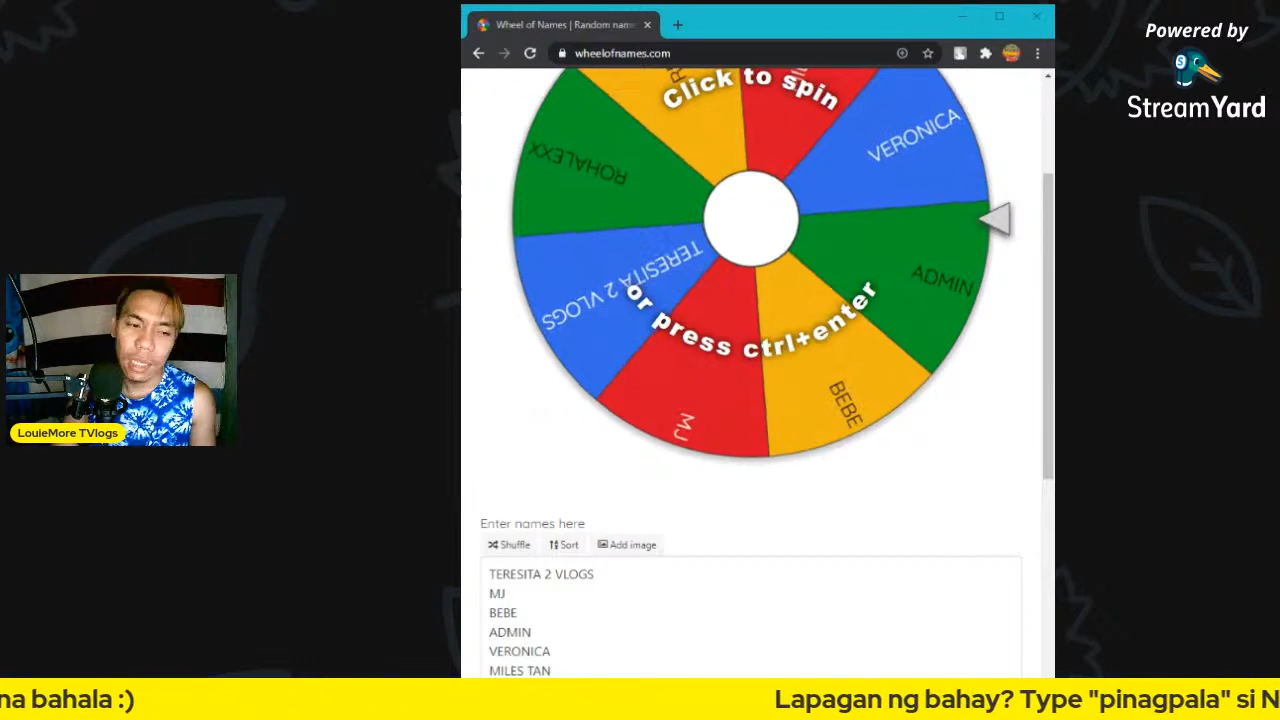 Wheel of Names | Random nam
wheelofnames.com
Powered by
StreamYard
Click to spin
or press ctrl+enter
VERONICA
ROHALEXX
TERESITA 2 VLOGS
ADMIN
MJ
BEBE
LouieMore TVlogs
Enter names here
Shuffle Sort Add image
TERESITA 2 VLOGS
MJ
BEBE
ADMIN
VERONICA
MILES TAN
na bahala :) Lapagan ng bahay? Type "pinagpala" si N